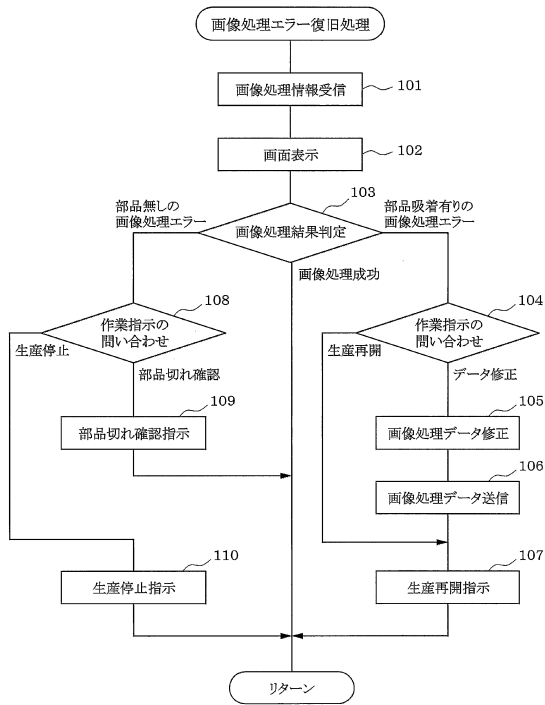 画像処理エラー復旧処理
画像処理情報受信
101
画面表示
102
103
部品無しの
画像処理エラー
部品吸着有りの
画像処理エラー
画像処理結果判定
画像処理成功
108
作業指示の
問い合わせ
生産停止
部品切れ確認
104
作業指示の
問い合わせ
生産再開
データ修正
109
部品切れ確認指示
105
画像処理データ修正
106
画像処理データ送信
110
生産停止指示
107
生産再開指示
リターン